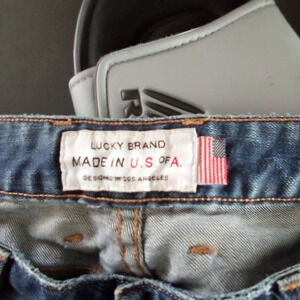 R
LUCKY BRAND
MADE IN U.S. OF A.
DESIGNED IN LOS ANGELES